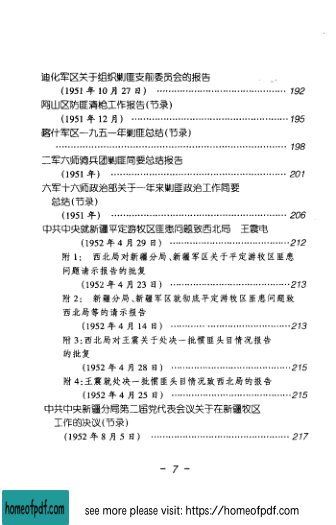 迪化军区关于组织剿匪支前委员会的报告
(1951 年 10 月 27 日) ………………………………… 192
阿山区防匪清枪工作报告(节录)
(1951 年 12 月) ……………………………………… 195
喀什军区一九五一年剿匪总结(节录)
……………………………………………………………… 198
二军六师骑兵团剿匪简要总结报告
(1951 年) ……………………………………………… 201
六军十六师政治部关于一年来剿匪政治工作简要
总结(节录)
(1951 年) ……………………………………………… 206
中共中央就新疆平定游牧区匪患问题致西北局 王震电
(1952 年 4 月 29 日) …………………………………212
附 1: 西北局对新疆分局、新疆军区关于平定游牧区匪患
问题请示报告的批复
(1952 年 4 月 23 日) …………………………………213
附 2: 新疆分局、新疆军区就彻底平定游牧区匪患问题致
西北局等的请示报告
(1952 年 4 月 14 日) …………………………………213
附 3:西北局对王震关于处决一批惯匪头目情况报告
的批复
(1952 年 4 月 28 日) …………………………………215
附 4:王震就处决一批惯匪头目情况致西北局的报告
(1952 年 4 月 25 日) …………………………………215
中共中央新疆分局第二届党代表会议关于在新疆牧区
工作的决议(节录)
(1952 年 8 月 5 日) ………………………………… 217
－ 7 －
homeofpdf.com
see more please visit: https://homeofpdf.com